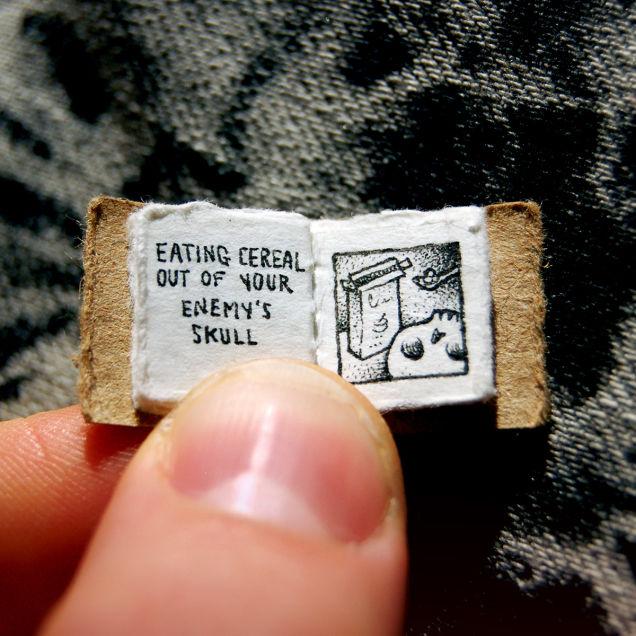 EATING CEREAL
OUT OF YOUR
ENEMY'S
SKULL